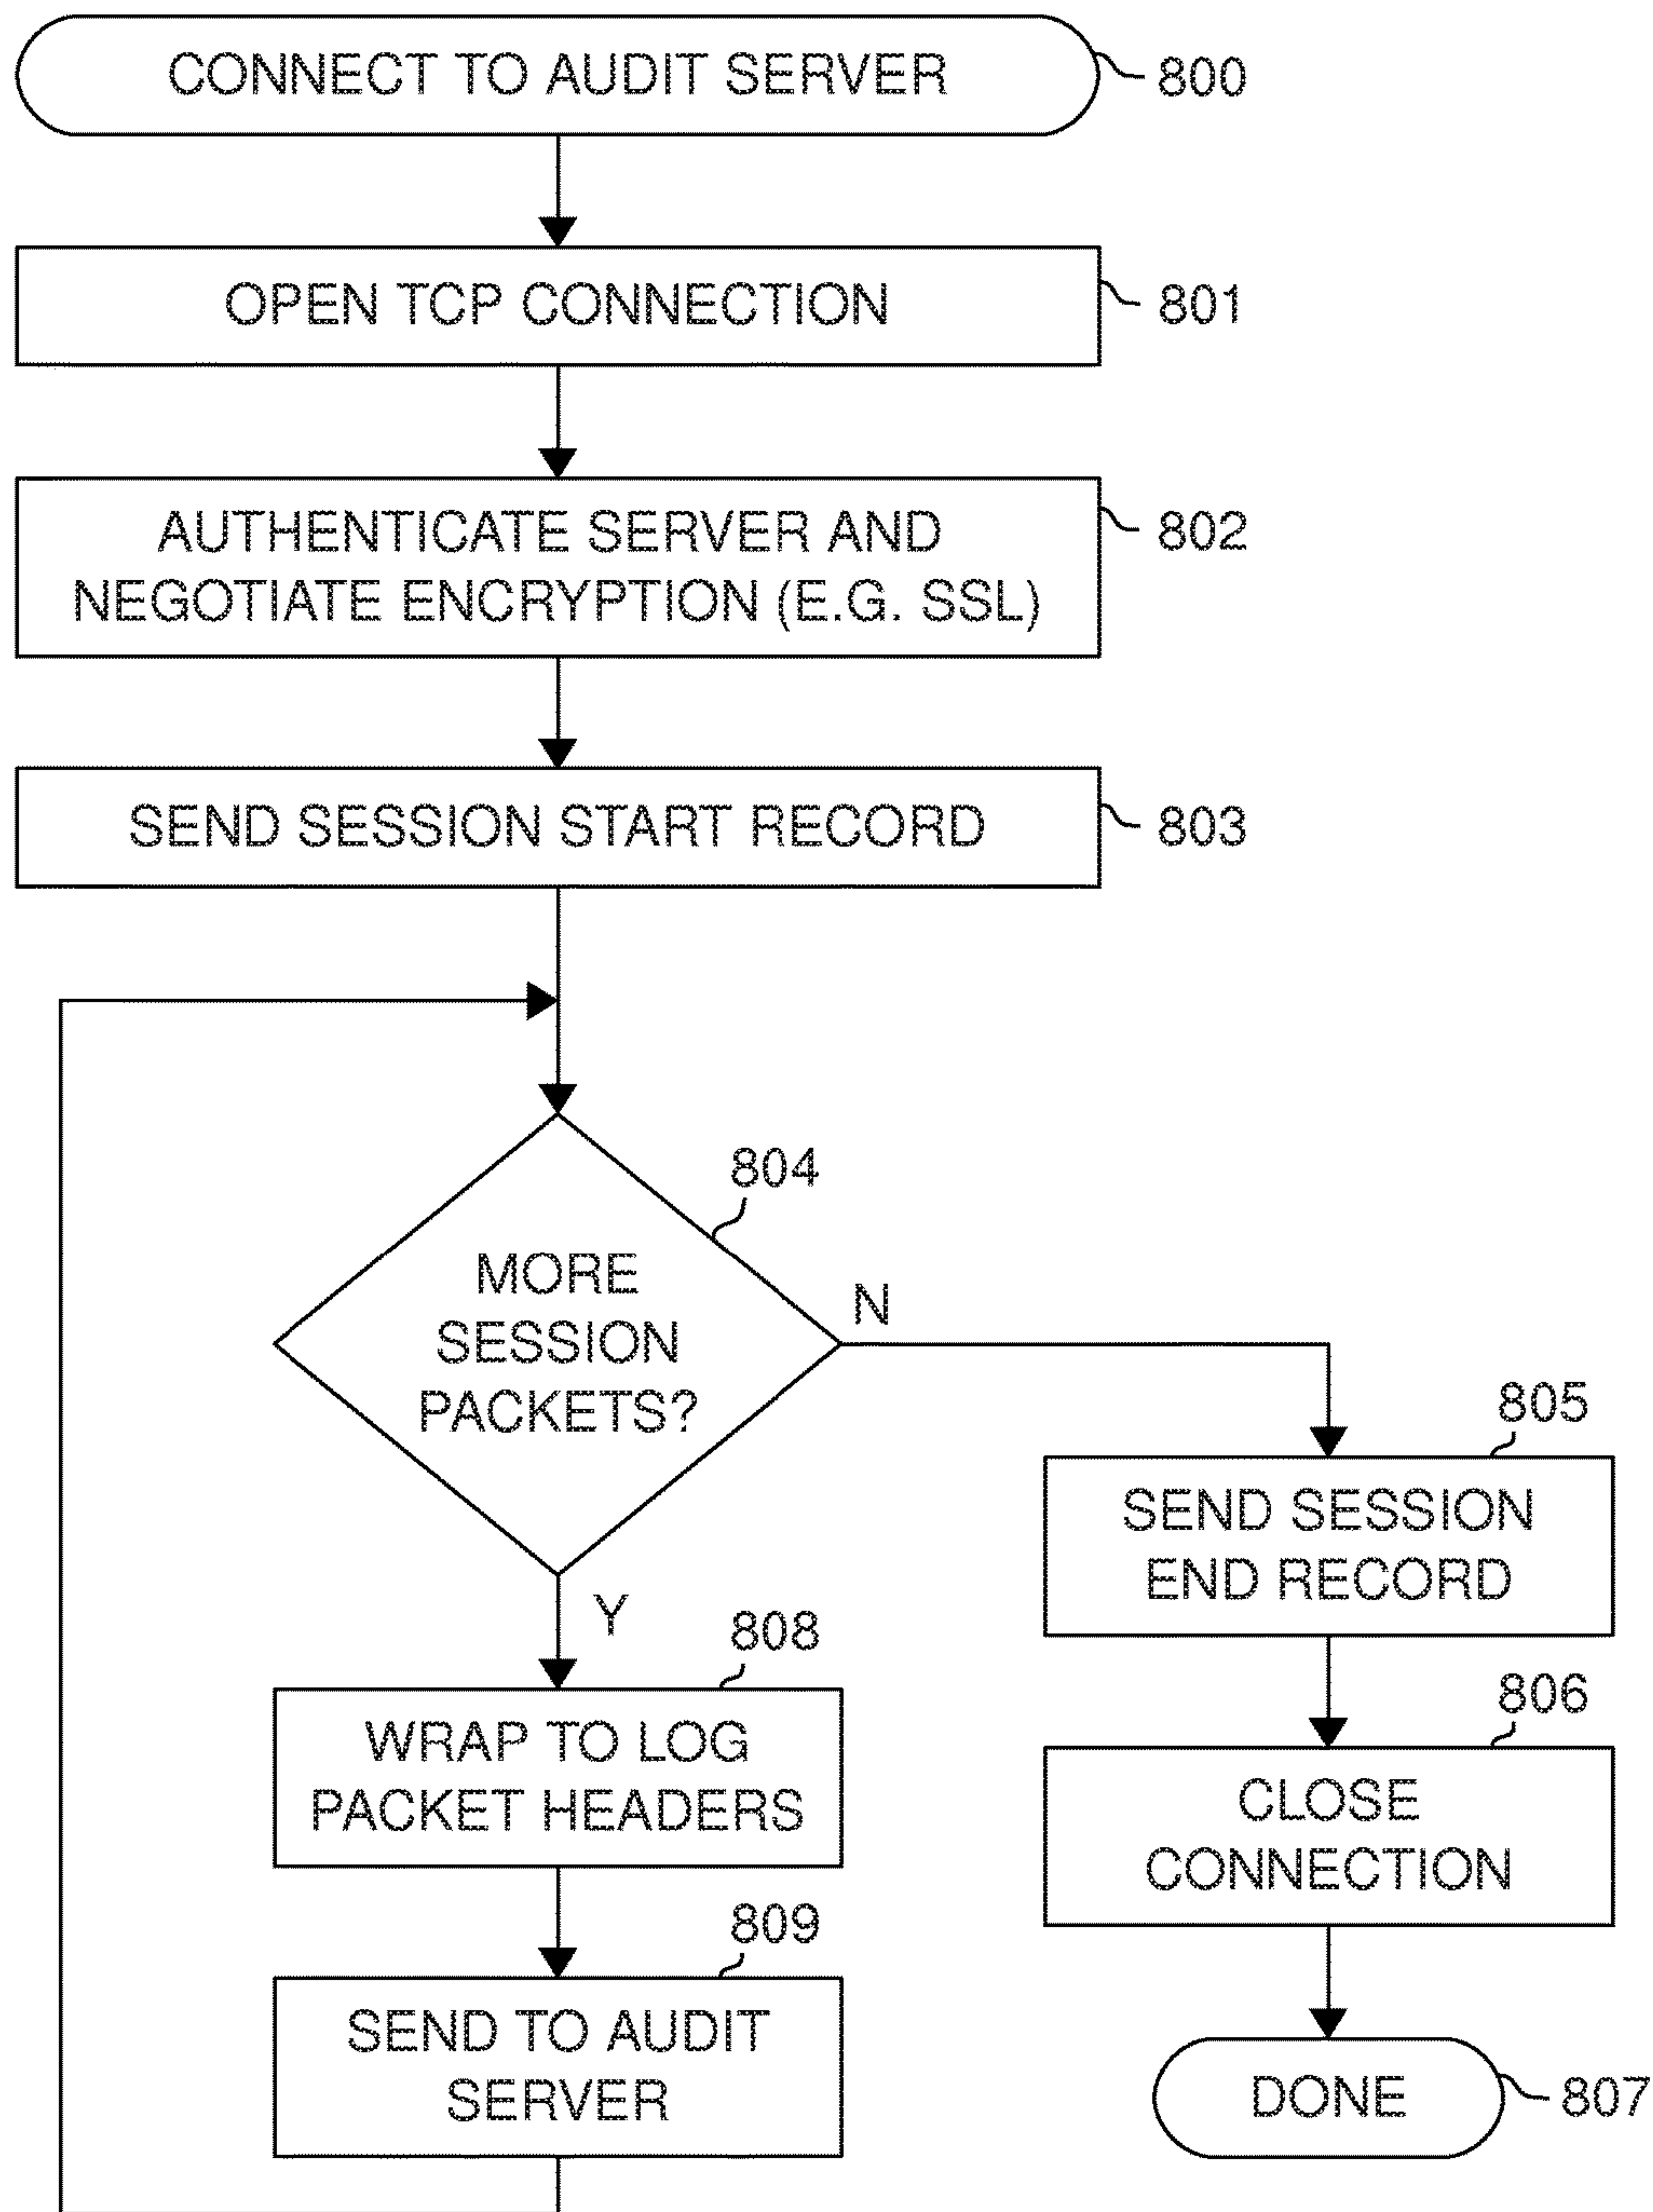 CONNECT TO AUDIT SERVER
800
OPEN TCP CONNECTION
801
AUTHENTICATE SERVER AND
NEGOTIATE ENCRYPTION (E.G. SSL)
802
SEND SESSION START RECORD
803
804
MORE
SESSION
PACKETS?
N
Y
805
SEND SESSION
END RECORD
806
CLOSE
CONNECTION
DONE
807
808
WRAP TO LOG
PACKET HEADERS
809
SEND TO AUDIT
SERVER